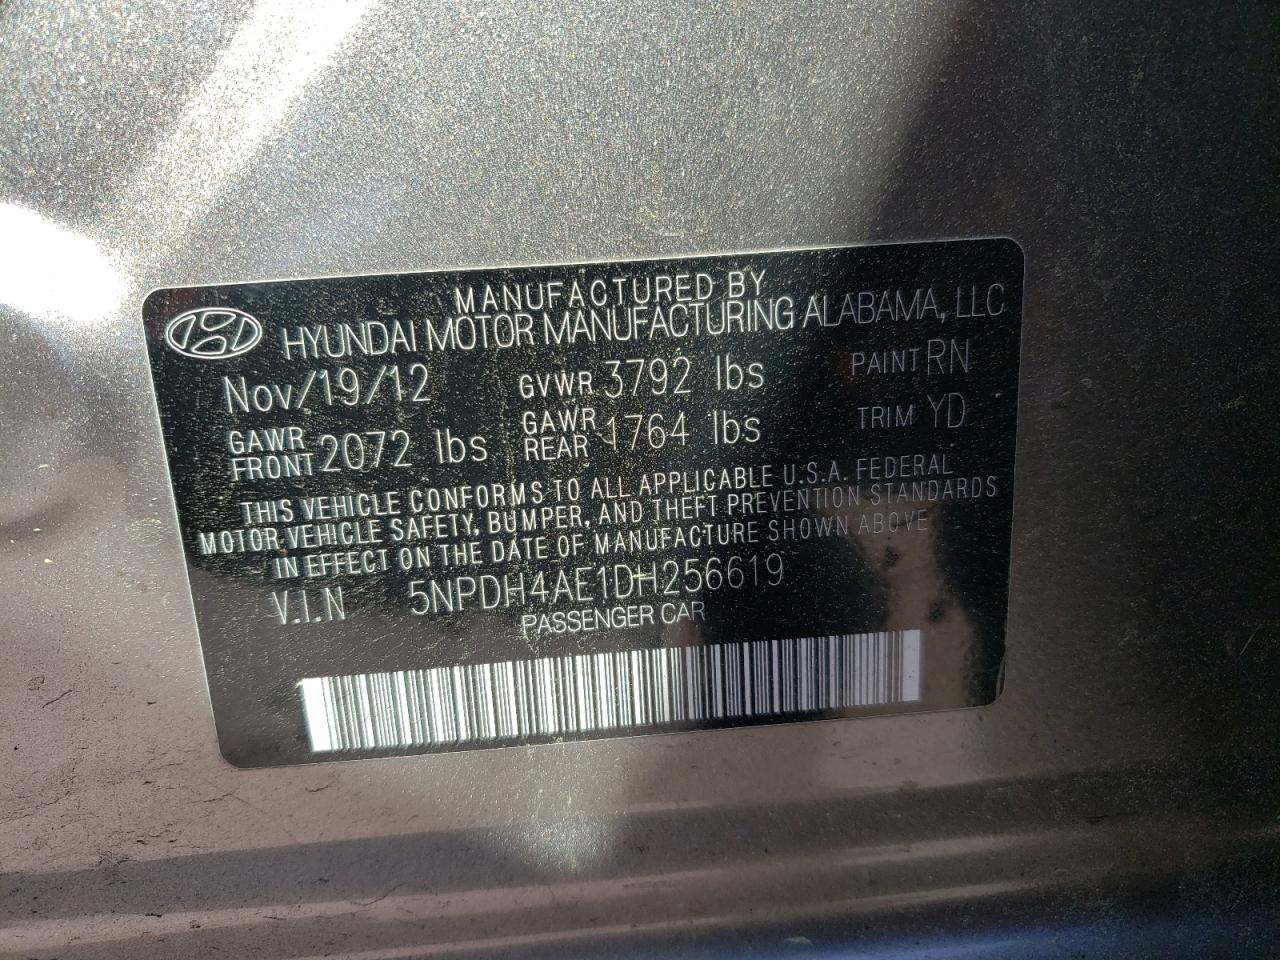 MANUFACTURED BY
HYUNDAI MOTOR MANUFACTURING ALABAMA, LLC
Nov/19/12 GVWR 3792 lbs PAINT RN
GAWR FRONT 2072 lbs GAWR REAR 1764 lbs TRIM YD
THIS VEHICLE CONFORMS TO ALL APPLICABLE U.S.A. FEDERAL
MOTOR VEHICLE SAFETY, BUMPER, AND THEFT PREVENTION STANDARDS
IN EFFECT ON THE DATE OF MANUFACTURE SHOWN ABOVE
V.I.N 5NPDH4AE1DH256619
PASSENGER CAR